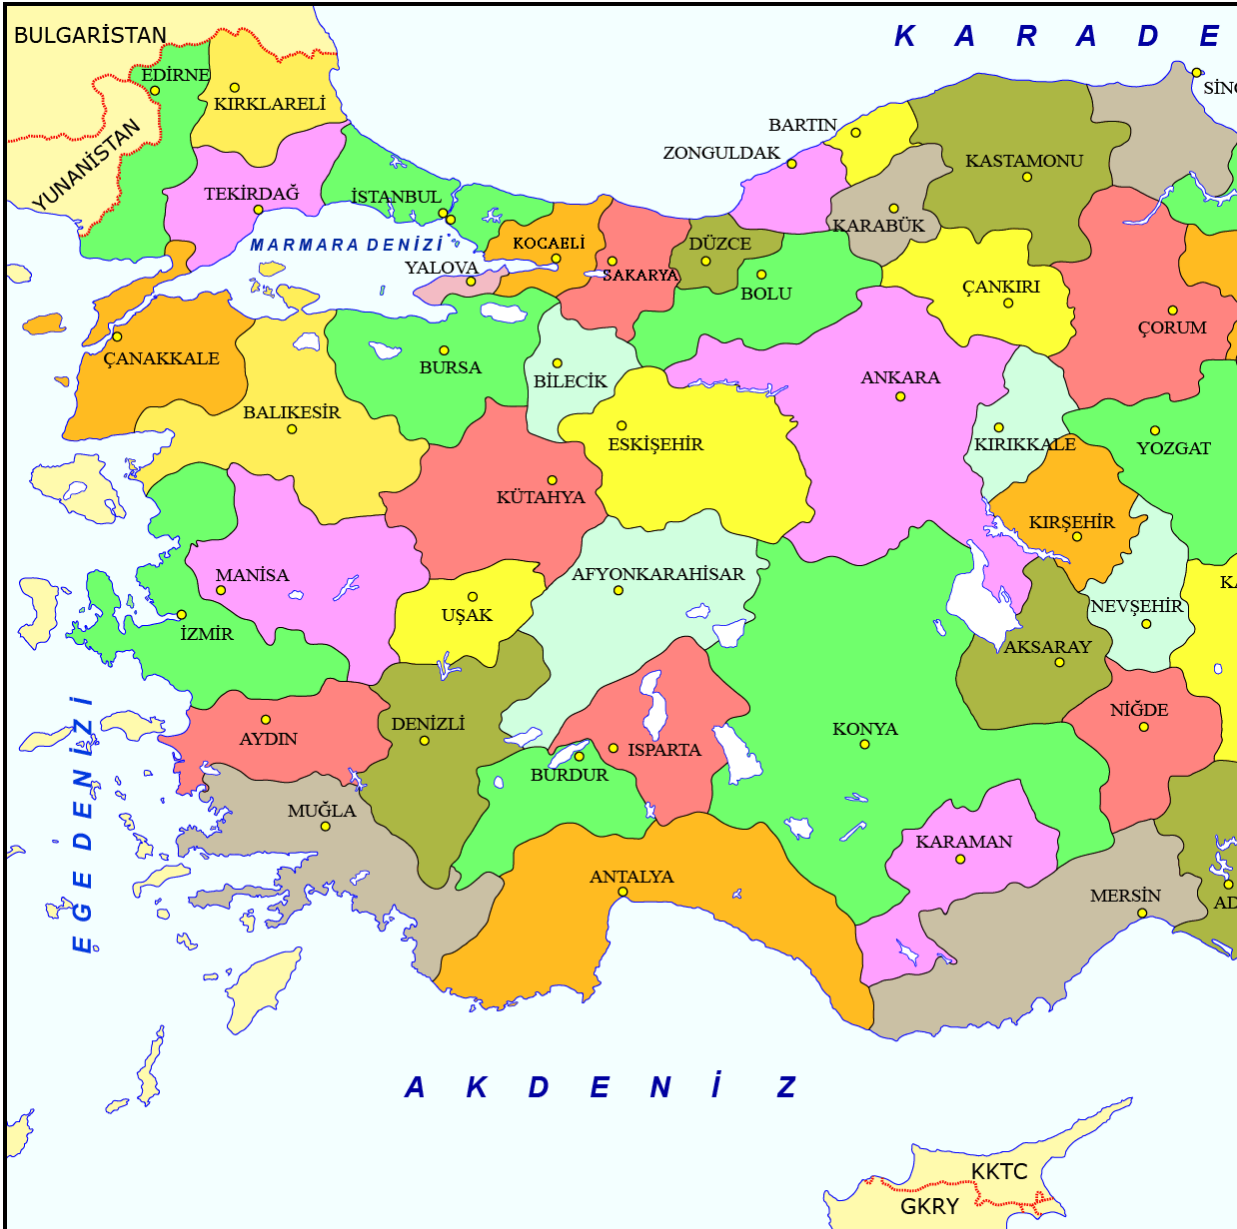 BULGARİSTAN
K A R A D E
EDİRNE
SİNO
KIRKLARELİ
BARTIN
YUNANİSTAN
ZONGULDAK
KASTAMONU
TEKİRDAĞ
İSTANBUL
KARABÜK
MARMARA DENİZİ
KOCAELİ
DÜZCE
YALOVA
SAKARYA
BOLU
ÇANKIRI
ÇORUM
ÇANAKKALE
BURSA
BİLECİK
ANKARA
BALIKESİR
ESKİŞEHİR
KIRIKKALE
YOZGAT
KÜTAHYA
KIRŞEHİR
MANİSA
AFYONKARAHİSAR
KA
UŞAK
NEVŞEHİR
İZMİR
AKSARAY
EGE DENİZİ
AYDIN
DENİZLİ
ISPARTA
KONYA
NİĞDE
BURDUR
MUĞLA
KARAMAN
ANTALYA
MERSİN
AD
A K D E N İ Z
KKTC
GKRY